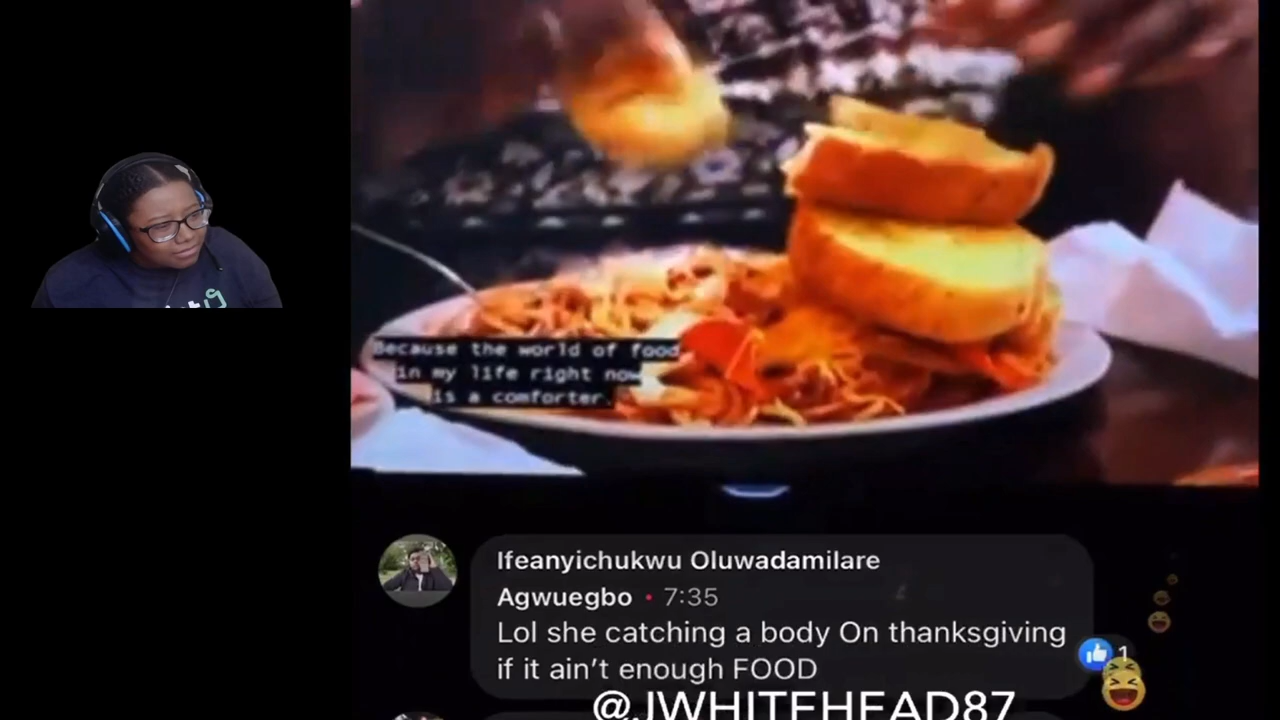 Because the world of food
in my life right now
is a comforter.
Ifeanyichukwu Oluwadamilare
Agwuegbo • 7:35
Lol she catching a body On thanksgiving
if it ain't enough FOOD
1
@JWHITEHEAD87